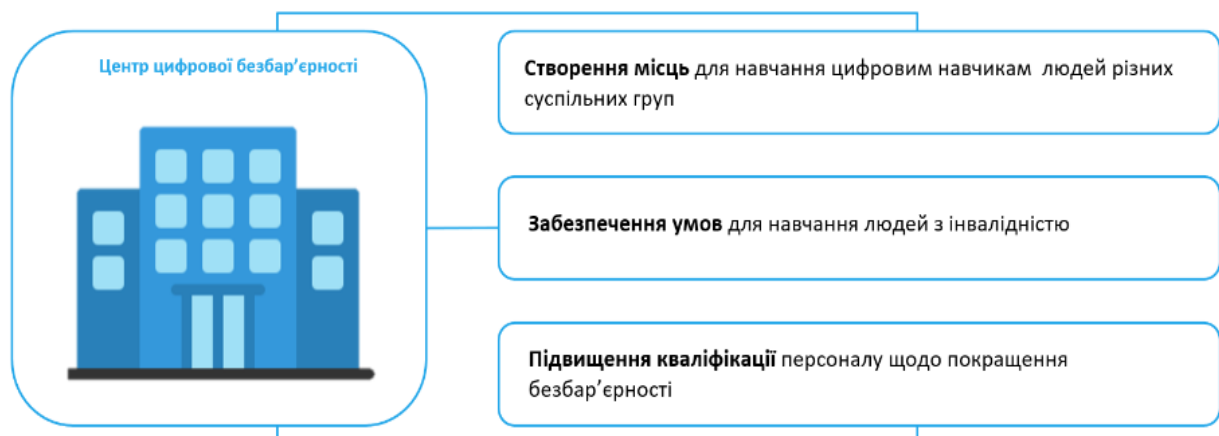 Центр цифрової безбар’єрності
Створення місць для навчання цифровим навчикам людей різних
суспільних груп
Забезпечення умов для навчання людей з інвалідністю
Підвищення кваліфікації персоналу щодо покращення
безбар’єрності